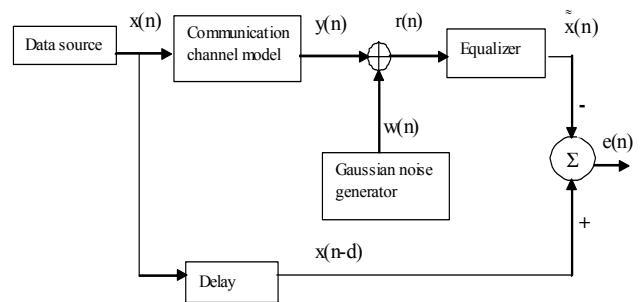 x(n)
Data source
Communication
channel model
y(n)
r(n)
Equalizer
≈
x(n)
w(n)
Gaussian noise
generator
-
Σ
e(n)
+
x(n-d)
Delay